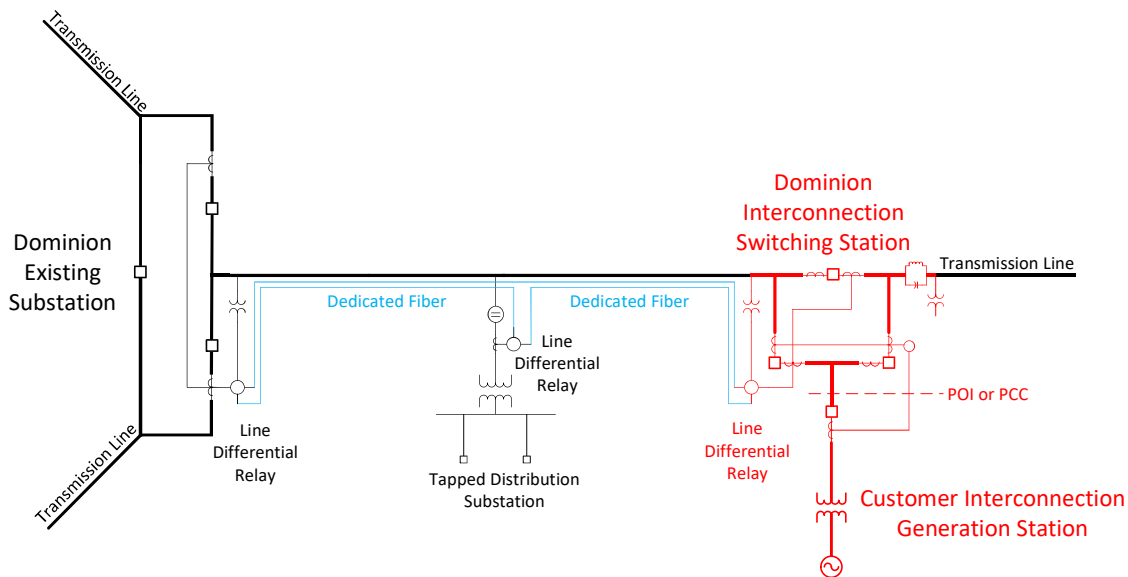 Transmission Line
Dominion
Existing
Substation
Transmission Line
Dedicated Fiber
Dedicated Fiber
Line
Differential
Relay
Line
Differential
Relay
Tapped Distribution
Substation
Dominion
Interconnection
Switching Station
Transmission Line
POI or PCC
Line
Differential
Relay
Customer Interconnection
Generation Station